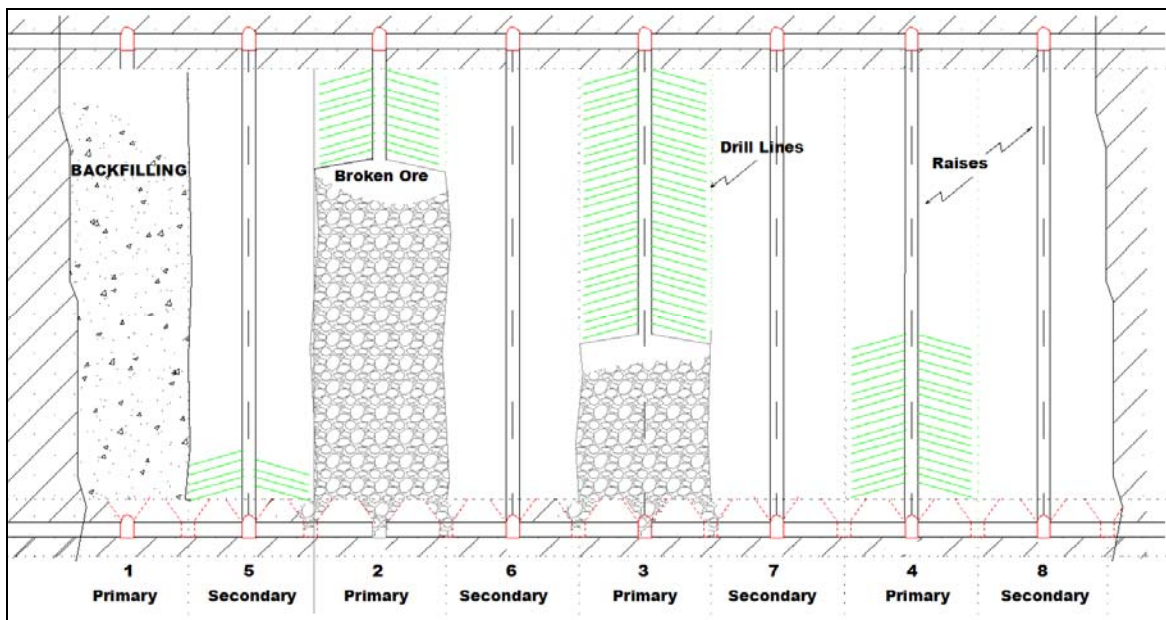 BACKFILLING
Broken Ore
Drill Lines
Raises
1 5 2 6 3 7 4 8
Primary Secondary Primary Secondary Primary Secondary Primary Secondary